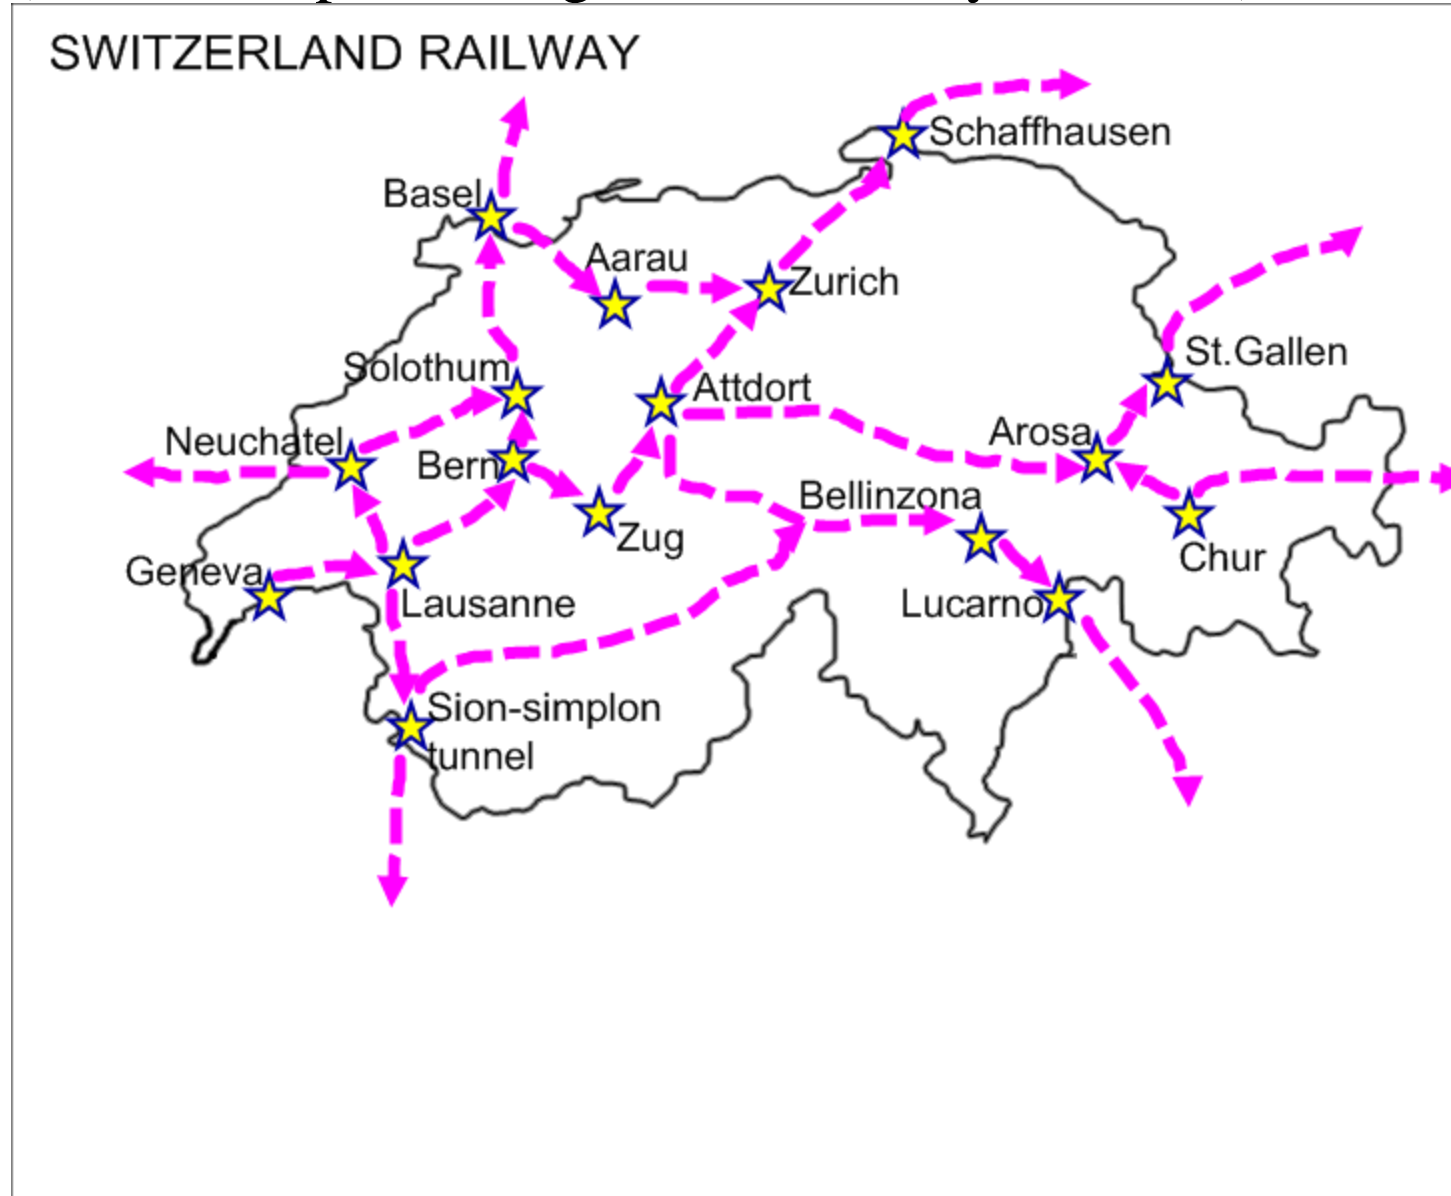 SWITZERLAND RAILWAY
Schaffhausen
Basel
Aarau
Zurich
Solothum
Attdort
St.Gallen
Neuchatel
Bern
Arosa
Bellinzona
Zug
Chur
Geneva
Lausanne
Lucarno
Sion-simplon
tunnel